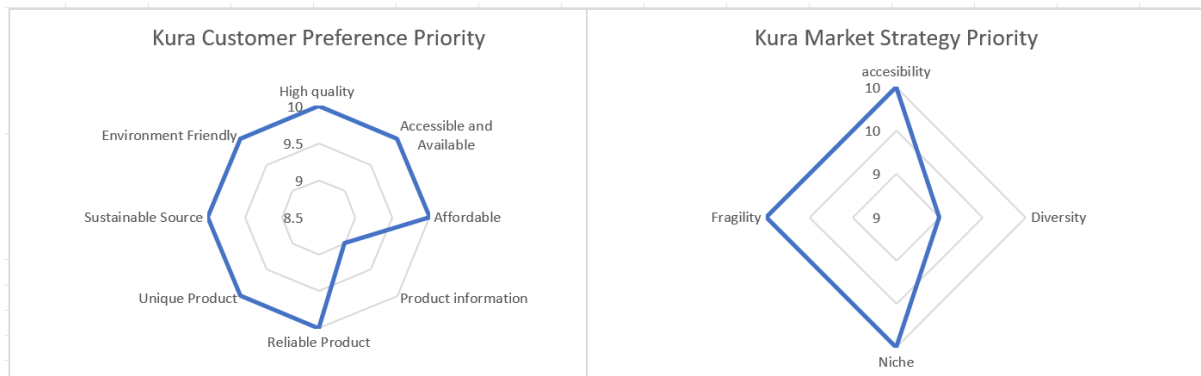 Kura Customer Preference Priority
High quality
10
9.5
9
8.5
Accessible and
Available
Affordable
Product information
Reliable Product
Unique Product
Sustainable Source
Environment Friendly
Kura Market Strategy Priority
accesibility
10
10
9
9
Diversity
Niche
Fragility